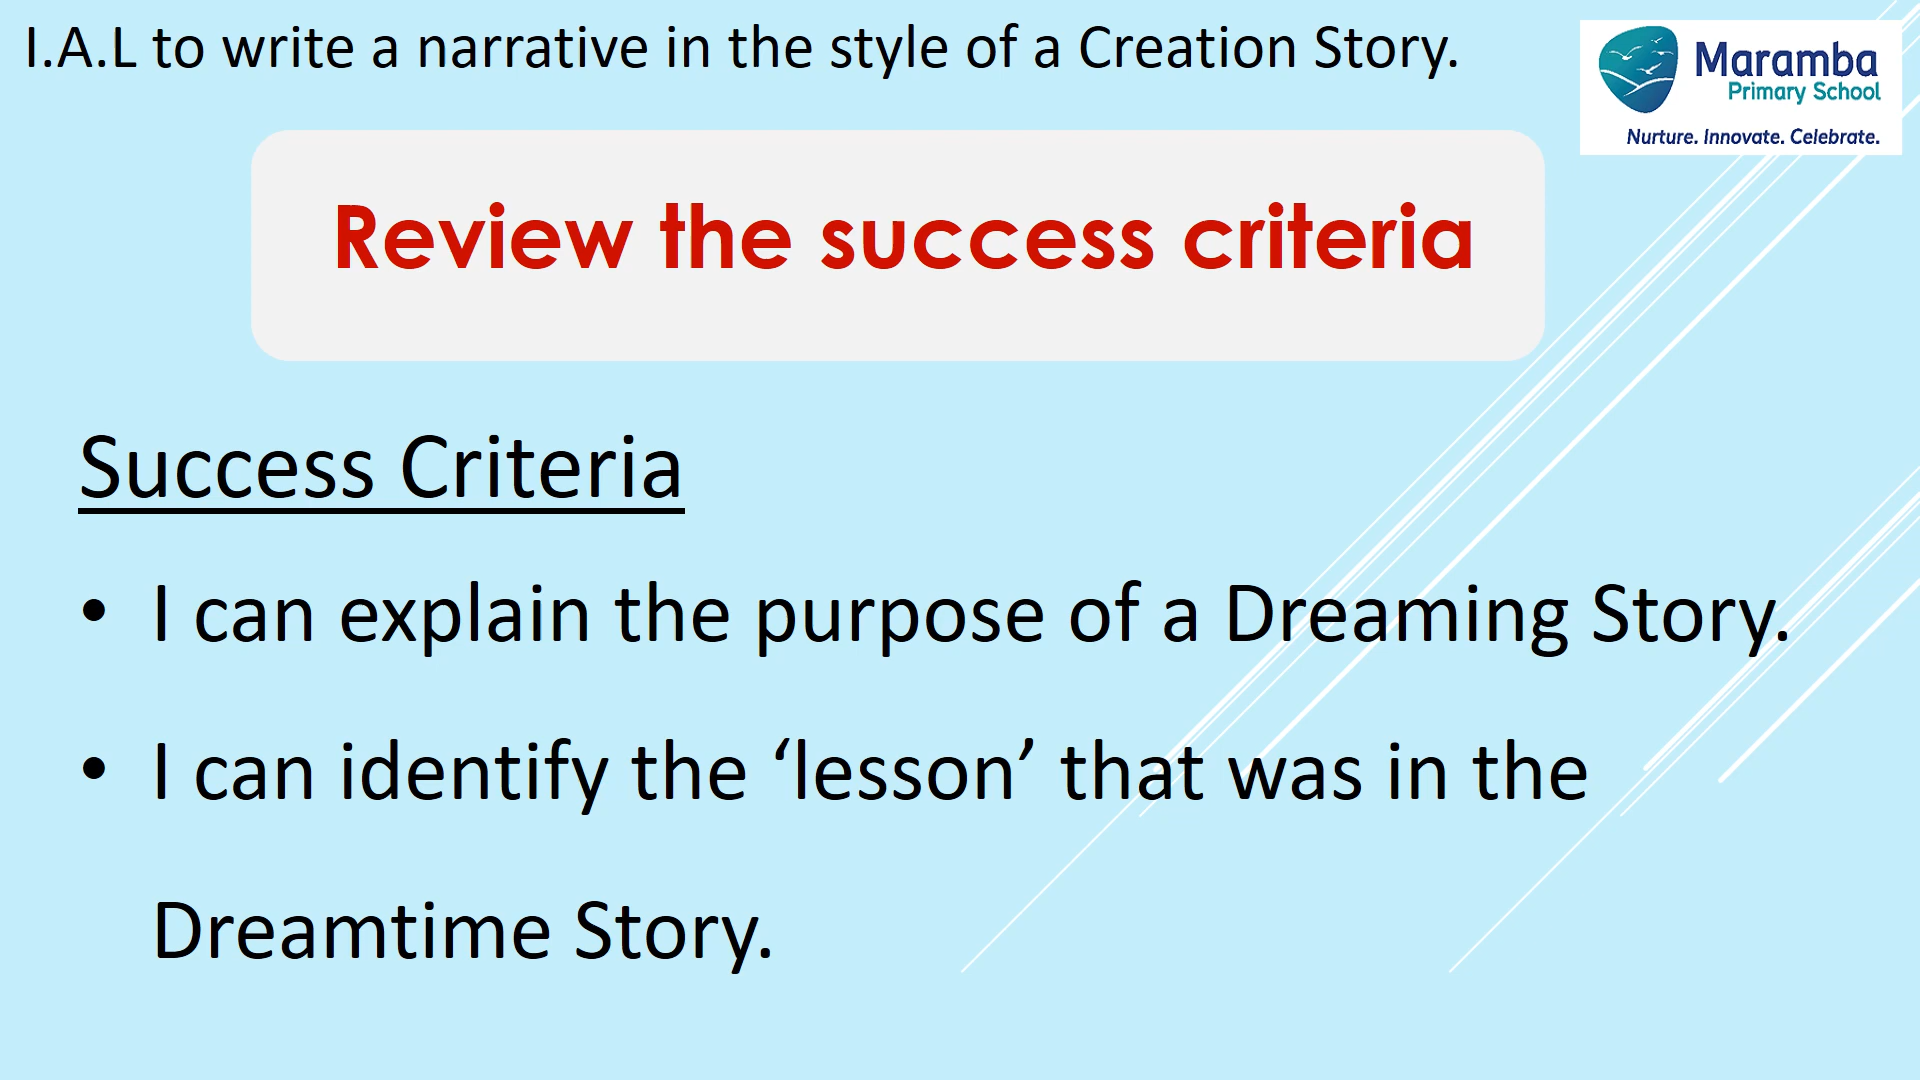 I.A.L to write a narrative in the style of a Creation Story.
Maramba
Primary School
Nurture. Innovate. Celebrate.
Review the success criteria
Success Criteria
• I can explain the purpose of a Dreaming Story.
• I can identify the ‘lesson’ that was in the
Dreamtime Story.